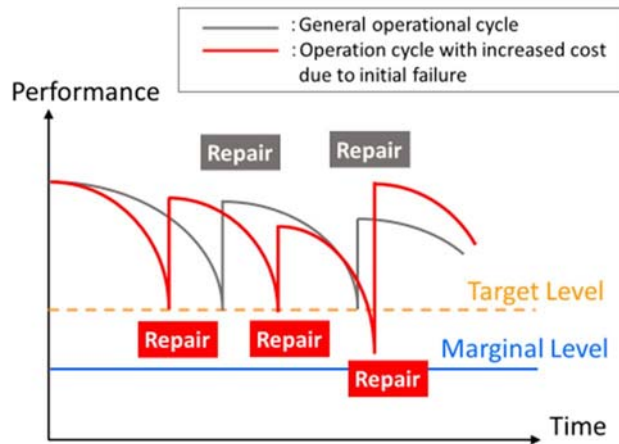 : General operational cycle
: Operation cycle with increased cost
due to initial failure
Performance
Repair
Repair
Target Level
Repair
Repair
Marginal Level
Repair
Time